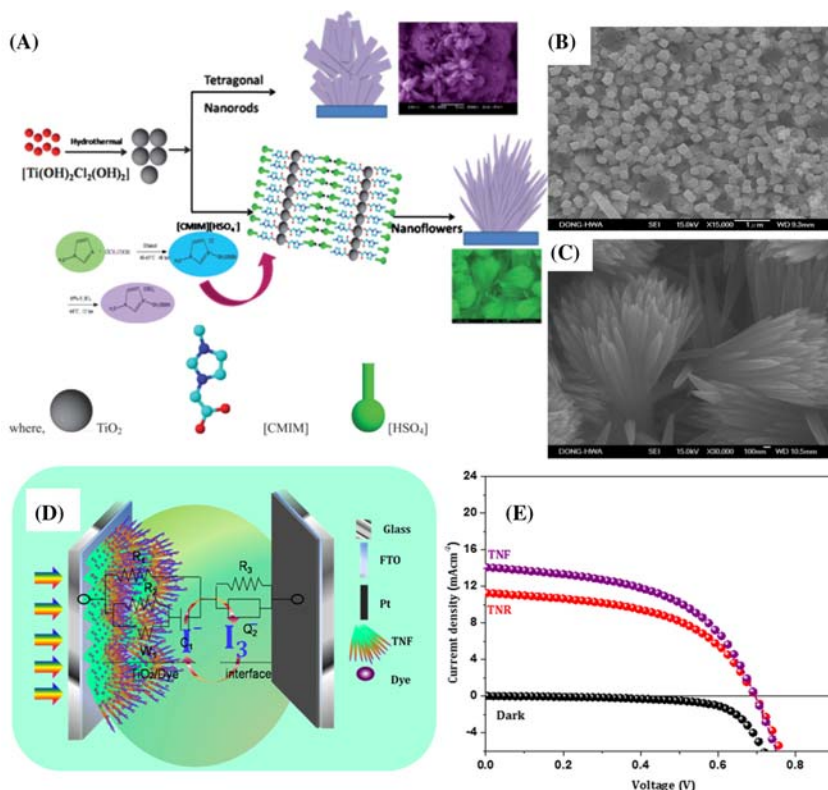 (A)
Tetragonal
Nanorods
Hydrothermal
[Ti(OH)₂Cl₂(OH)₂]
[CMIM][HSO₄]
Nanoflowers
where,
TiO₂
[CMIM]
[HSO₄]
(B)
DONG-HWA SEI 15.0kV X15,000 1μm WD 9.3mm
(C)
DONG-HWA SEI 15.0kV X30,000 100nm WD 10.5mm
(D)
R₃
I⁻
I₃⁻
TiO₂/Dye
interface
Glass
FTO
Pt
TNF
Dye
(E)
24
20
16
12
8
4
0
-4
TNF
TNR
Dark
Current density (mAcm⁻²)
0.0
0.2
0.4
0.6
0.8
Voltage (V)